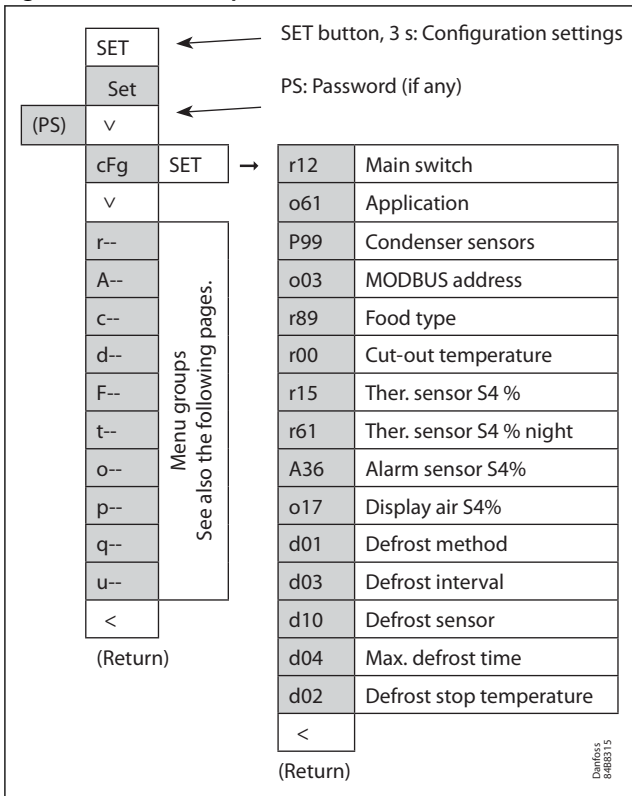 SET
SET button, 3 s: Configuration settings
Set
PS: Password (if any)
(PS) ∨
cFg SET → r12 Main switch
∨ o61 Application
r-- P99 Condenser sensors
A-- o03 MODBUS address
c-- r89 Food type
d-- r00 Cut-out temperature
F-- r15 Ther. sensor S4 %
t-- r61 Ther. sensor S4 % night
o-- A36 Alarm sensor S4%
p-- o17 Display air S4%
q-- d01 Defrost method
u-- d03 Defrost interval
Menu groups
See also the following pages.
< d10 Defrost sensor
(Return) d04 Max. defrost time
d02 Defrost stop temperature
<
(Return)
Danfoss
84B8315